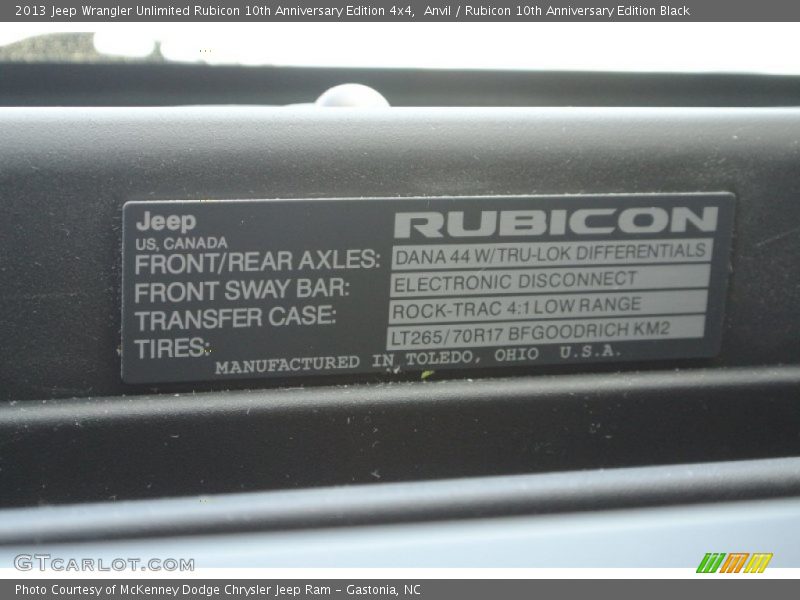 2013 Jeep Wrangler Unlimited Rubicon 10th Anniversary Edition 4x4,  Anvil / Rubicon 10th Anniversary Edition Black
Jeep
RUBICON
US, CANADA
FRONT/REAR AXLES: DANA 44 W/TRU-LOK DIFFERENTIALS
FRONT SWAY BAR: ELECTRONIC DISCONNECT
TRANSFER CASE: ROCK-TRAC 4:1 LOW RANGE
TIRES: LT265/70R17 BFGOODRICH KM2
MANUFACTURED IN TOLEDO, OHIO U.S.A.
GTCARLOT.COM
Photo Courtesy of McKenney Dodge Chrysler Jeep Ram – Gastonia, NC